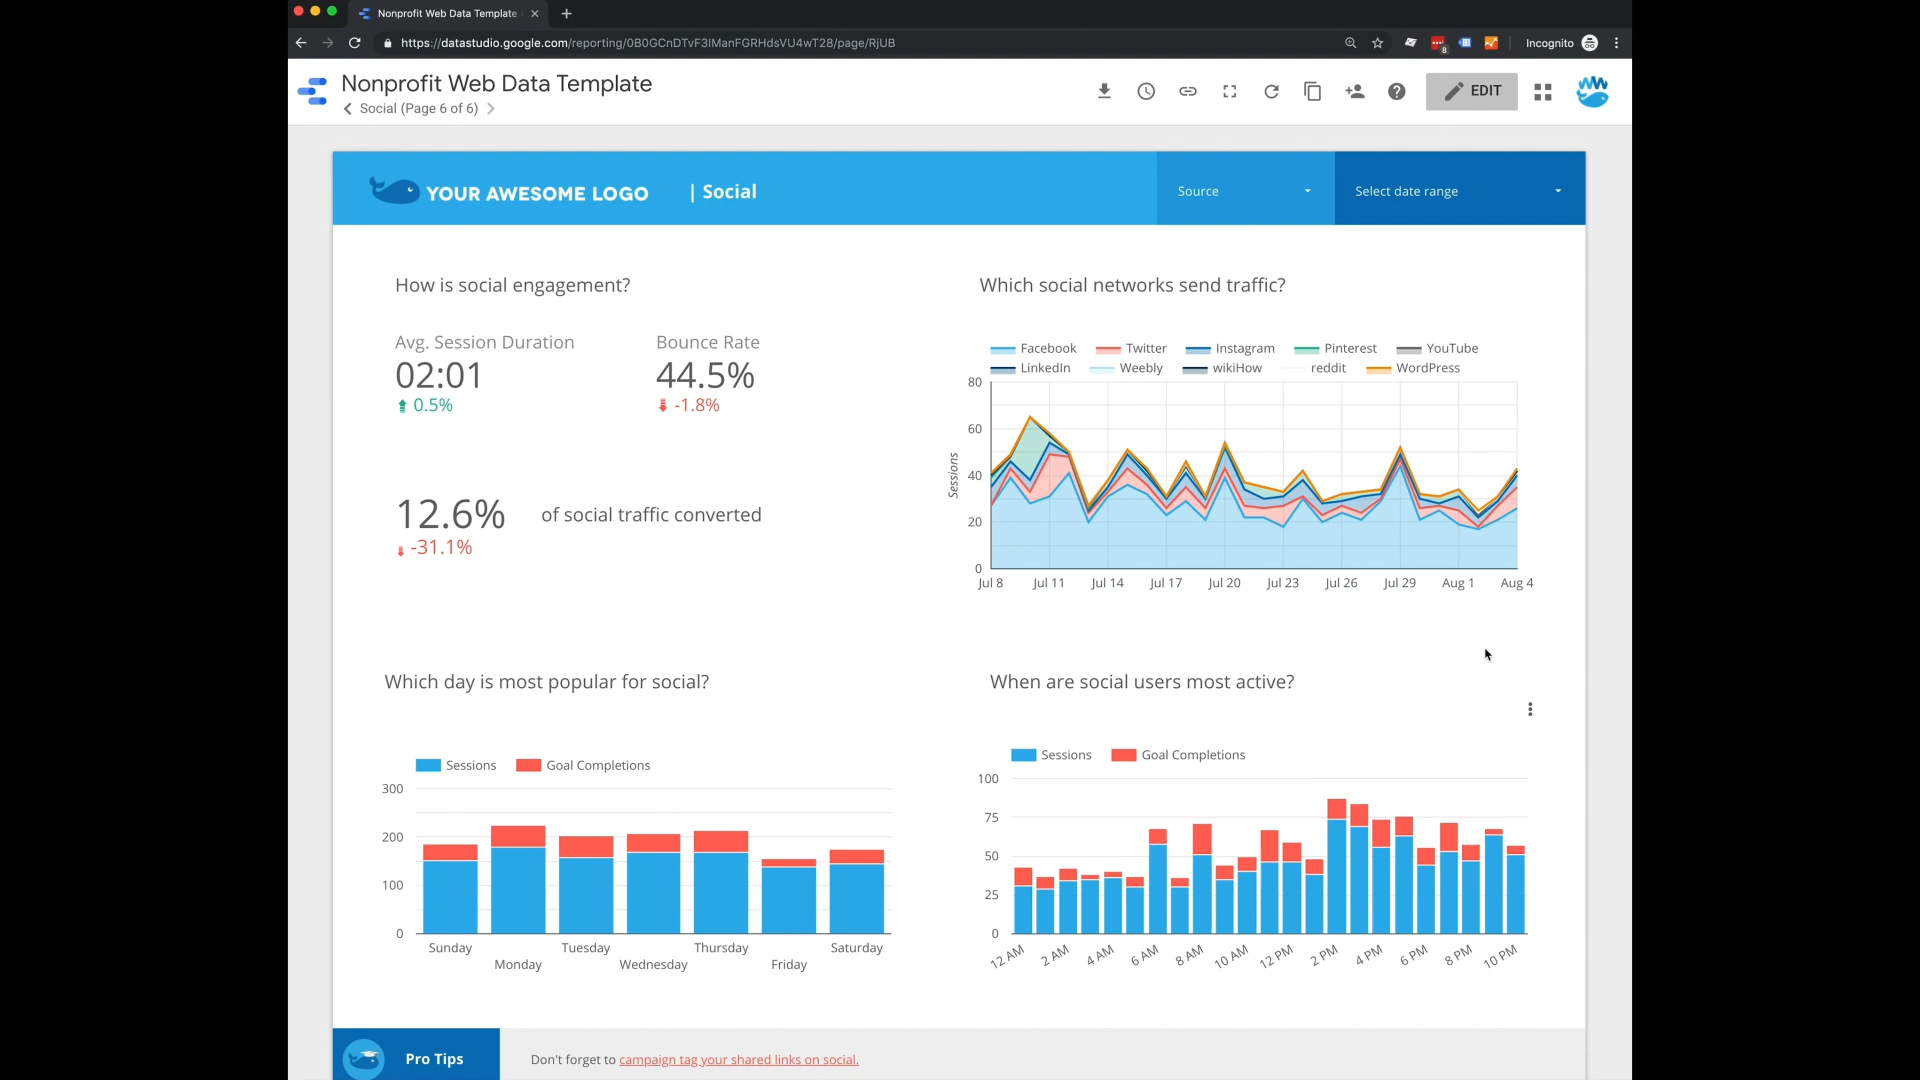 Nonprofit Web Data Template
https://datastudio.google.com/reporting/0B0GCnDTvF3IManFGRHdsVU4wT28/page/RjUB
8
Incognito
Nonprofit Web Data Template
Social (Page 6 of 6)
EDIT
YOUR AWESOME LOGO | Social
Source
Select date range
How is social engagement?
Avg. Session Duration
02:01
0.5%
Bounce Rate
44.5%
-1.8%
12.6%
-31.1%
of social traffic converted
Which social networks send traffic?
Facebook Twitter Instagram Pinterest YouTube
LinkedIn Weebly wikiHow reddit WordPress
Sessions
80
60
40
20
0
Jul 8 Jul 11 Jul 14 Jul 17 Jul 20 Jul 23 Jul 26 Jul 29 Aug 1 Aug 4
Which day is most popular for social?
Sessions Goal Completions
300
200
100
0
Sunday Monday Tuesday Wednesday Thursday Friday Saturday
When are social users most active?
Sessions Goal Completions
100
75
50
25
0
12 AM 2 AM 4 AM 6 AM 8 AM 10 AM 12 PM 2 PM 4 PM 6 PM 8 PM 10 PM
Pro Tips
Don't forget to campaign tag your shared links on social.